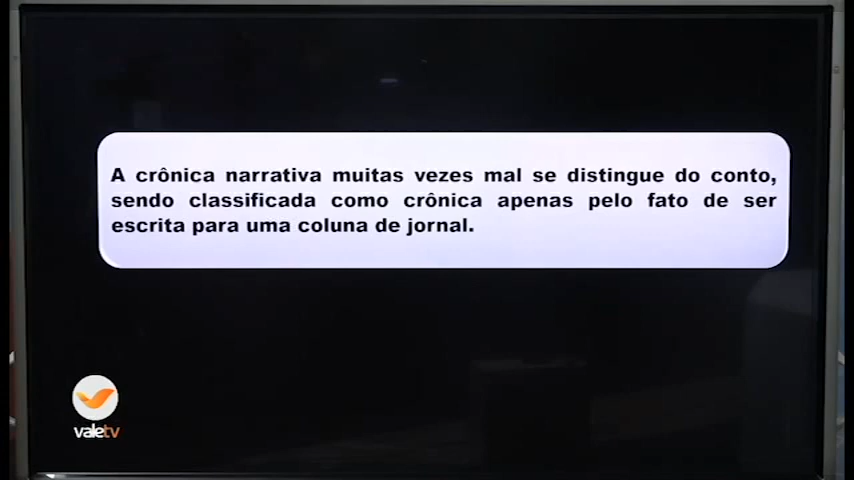 A crônica narrativa muitas vezes mal se distingue do conto,
sendo classificada como crônica apenas pelo fato de ser
escrita para uma coluna de jornal.
valetv